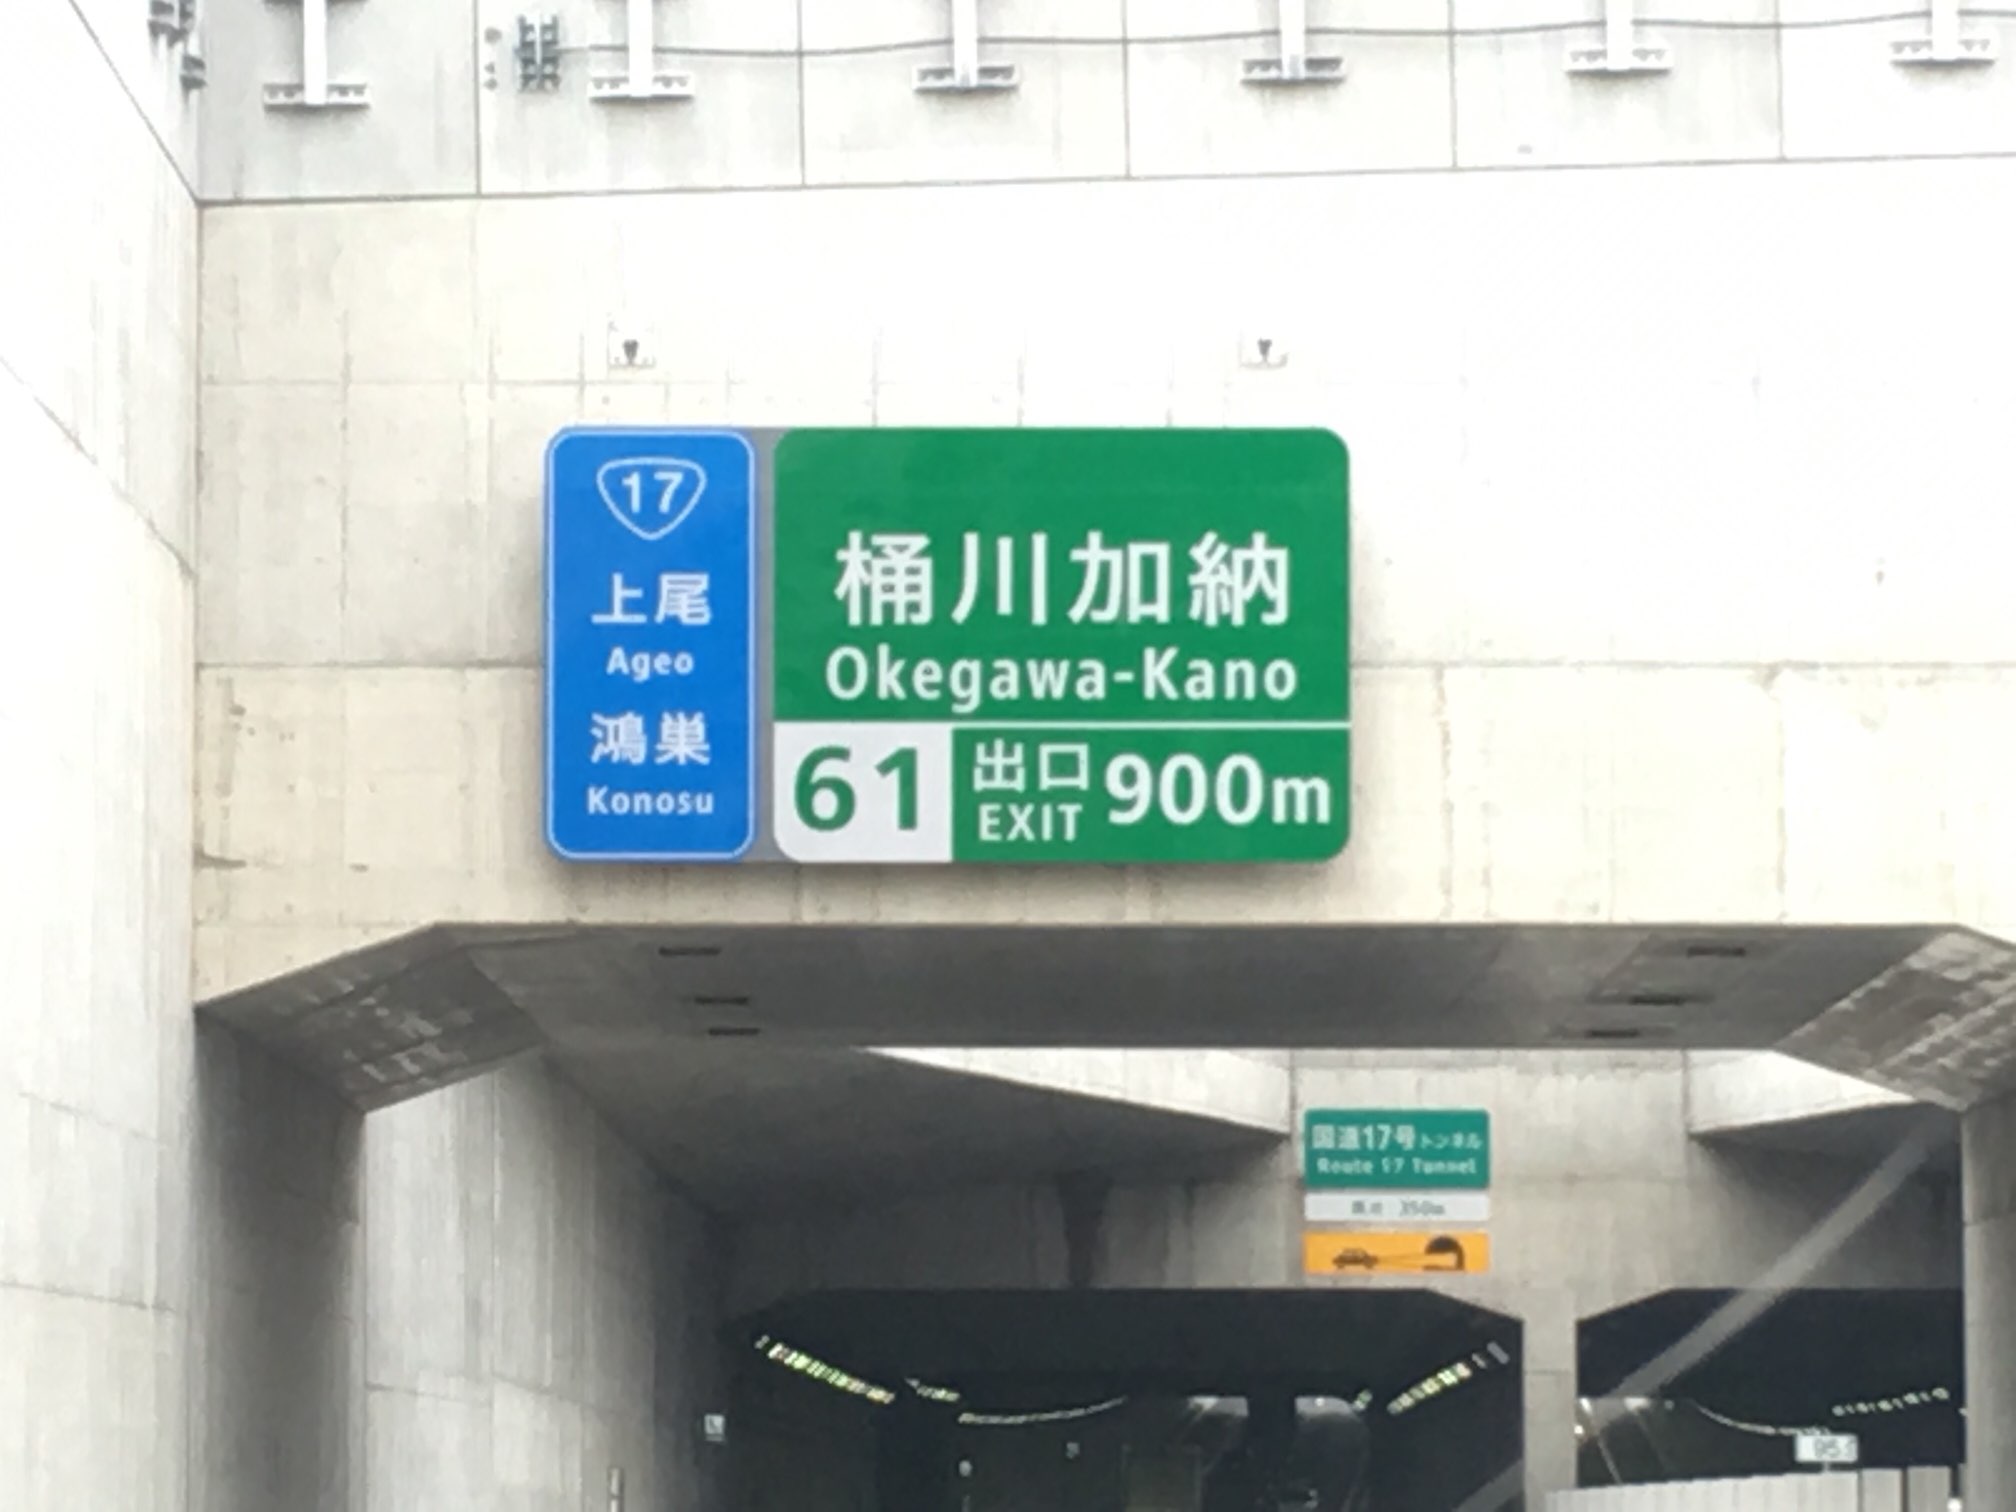 17
上尾
Ageo
鴻巣
Konosu
桶川加納
Okegawa-Kano
61
出口
EXIT
900m
国道17号トンネル
Route 17 Tunnel
350m